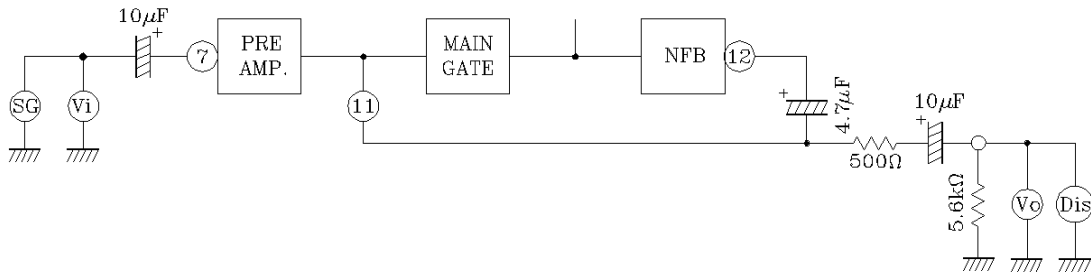 10μF
+
7
PRE
AMP.
MAIN
GATE
NFB
12
SG
Vi
11
+
4.7μF
500Ω
10μF
+
5.6kΩ
Vo
Dis